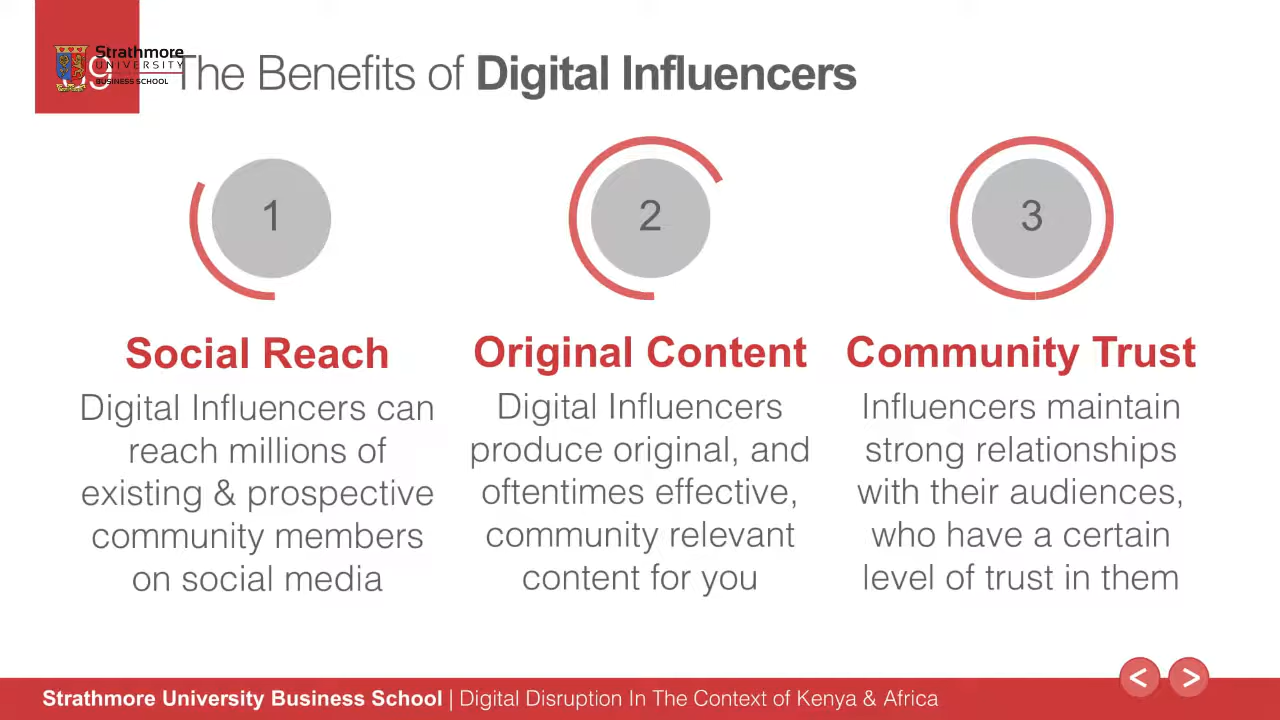 Strathmore
UNIVERSITY
BUSINESS SCHOOL
The Benefits of Digital Influencers
1
2
3
Social Reach
Digital Influencers can
reach millions of
existing & prospective
community members
on social media
Original Content
Digital Influencers
produce original, and
oftentimes effective,
community relevant
content for you
Community Trust
Influencers maintain
strong relationships
with their audiences,
who have a certain
level of trust in them
Strathmore University Business School | Digital Disruption In The Context of Kenya & Africa